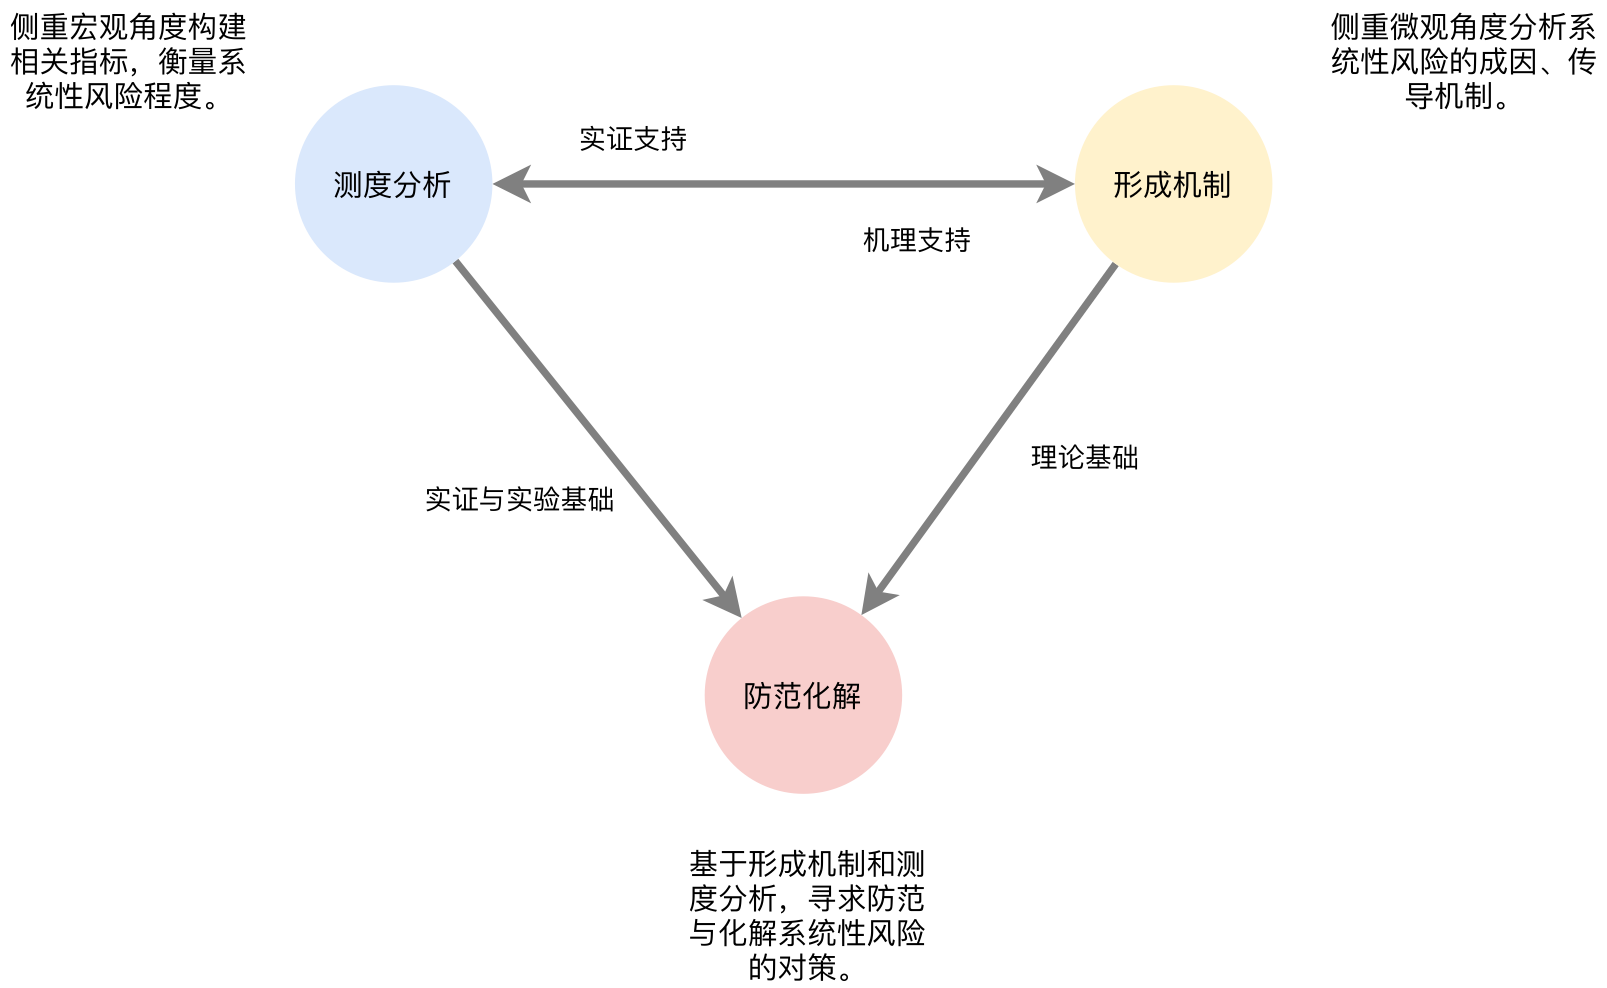 侧重宏观角度构建
相关指标，衡量系
统性风险程度。
侧重微观角度分析系
统性风险的成因、传
导机制。
实证支持
测度分析
形成机制
机理支持
理论基础
实证与实验基础
防范化解
基于形成机制和测
度分析，寻求防范
与化解系统性风险
的对策。